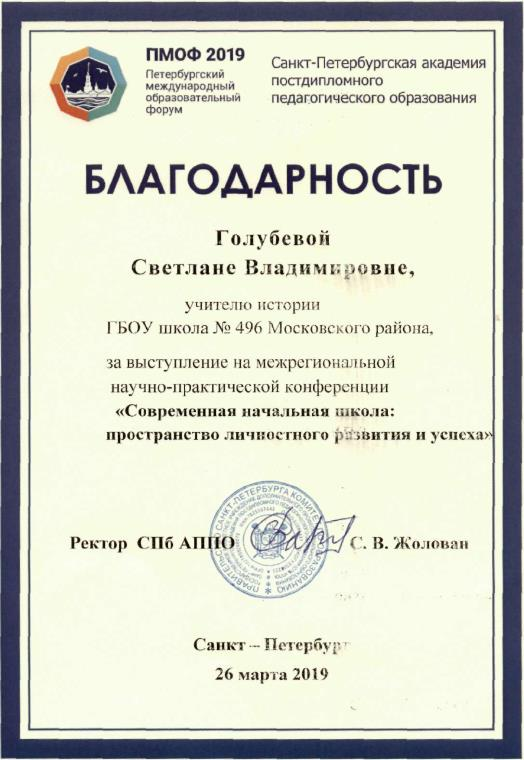 ПМОФ 2019
Петербургский
международный
образовательный
форум
Санкт-Петербургская академия
постдипломного
педагогического образования
БЛАГОДАРНОСТЬ
Голубевой
Светлане Владимировне,
учителю истории
ГБОУ школа № 496 Московского района,
за выступление на межрегиональной
научно-практической конференции
«Современная начальная школа:
пространство личностного развития и успеха»
Ректор СПб АППО
С. В. Жолован
Санкт – Петербург
26 марта 2019